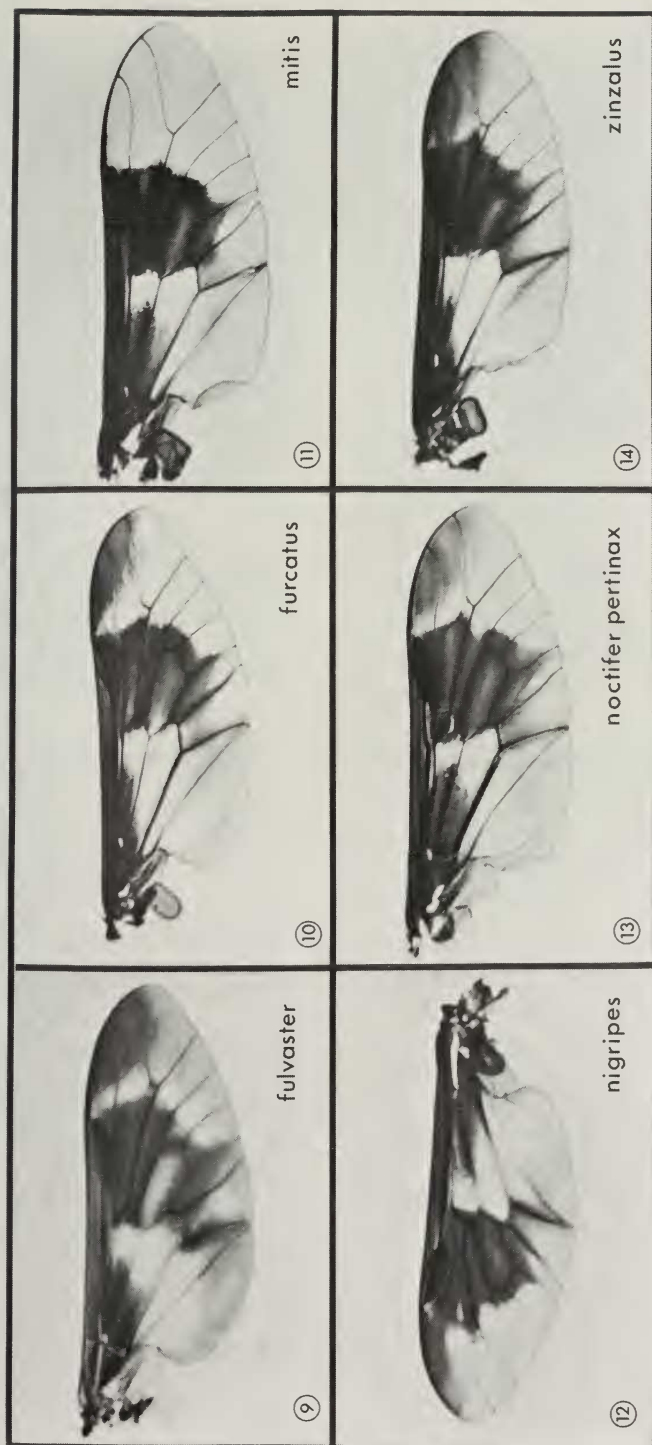 fulvaster
⑨
furcatus
⑩
mitis
⑪
nigripes
⑫
noctifer pertinax
⑬
zinzalus
⑭